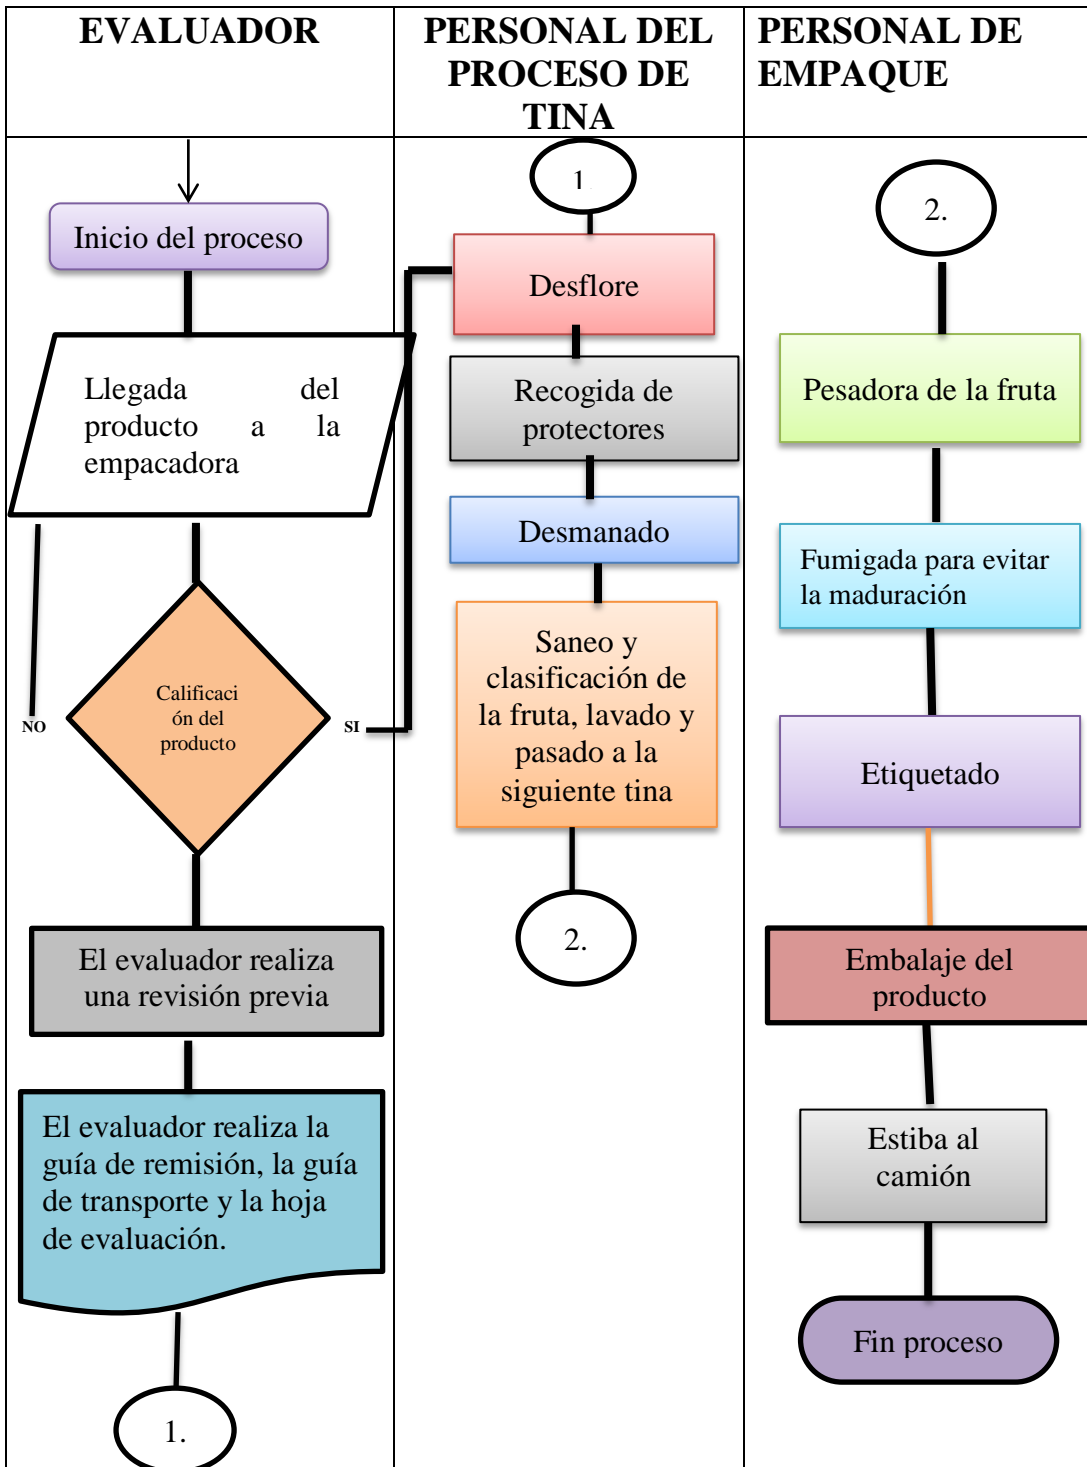 EVALUADOR
PERSONAL DEL
PROCESO DE
TINA
PERSONAL DE
EMPAQUE
Inicio del proceso
Llegada del
producto a la
empacadora
Calificaci
ón del
producto
NO
SI
El evaluador realiza
una revisión previa
El evaluador realiza la
guía de remisión, la guía
de transporte y la hoja
de evaluación.
1.
1.
Desflore
Recogida de
protectores
Desmanado
Saneo y
clasificación de
la fruta, lavado y
pasado a la
siguiente tina
2.
2.
Pesadora de la fruta
Fumigada para evitar
la maduración
Etiquetado
Embalaje del
producto
Estiba al
camión
Fin proceso